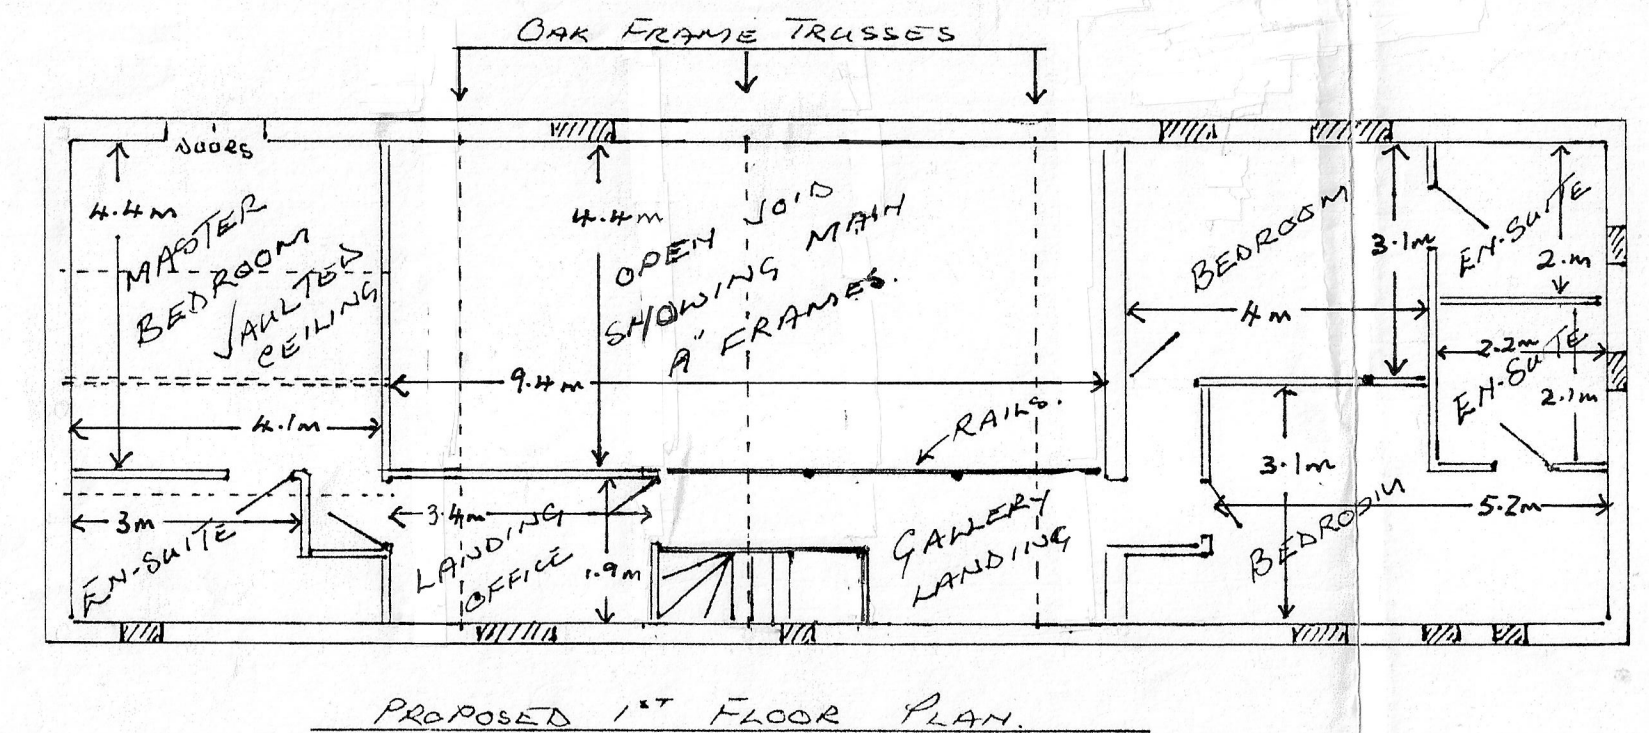 OAK FRAME TRUSSES
DOORS
4.4m
MASTER
BEDROOM
VAULTED
CEILING
4.1m
4.4m
OPEN VOID
SHOWING MAIN
"A" FRAMES.
9.4m
RAILS.
BEDROOM
4m
3.1m
EN-SUITE
2.m
2.2m
EN-SUITE
2.1m
3m
EN-SUITE
3.4m
LANDING
OFFICE
1.9m
GALLERY
LANDING
3.1m
BEDROOM
5.2m
PROPOSED 1ST FLOOR PLAN.